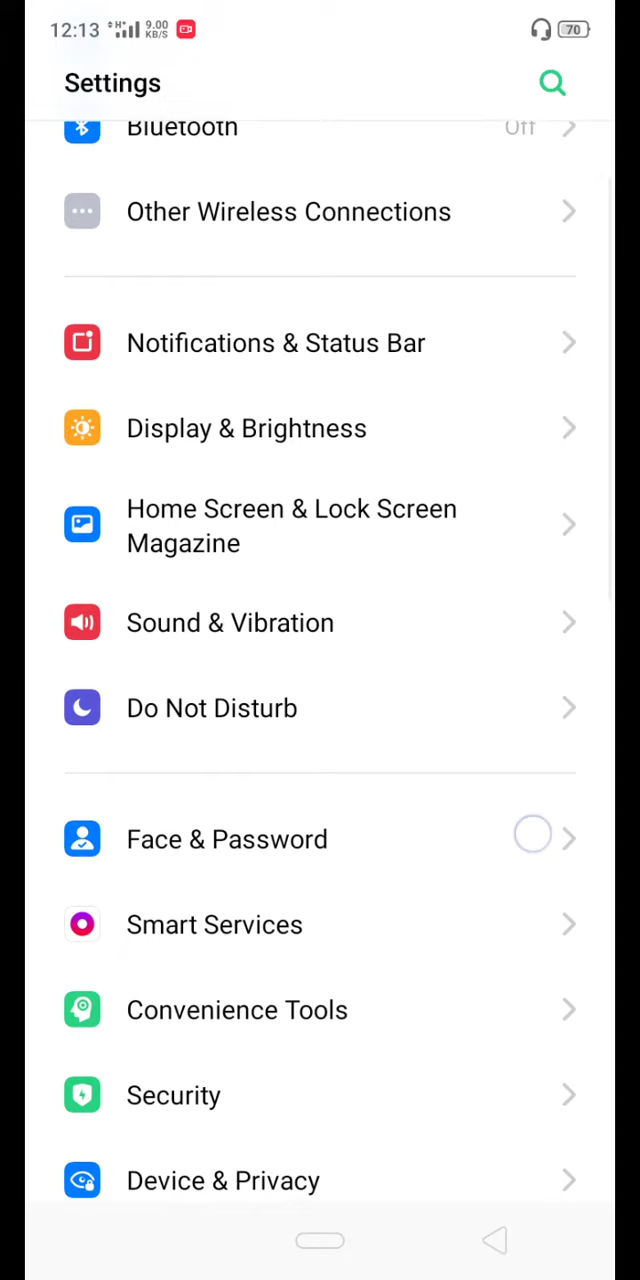 12:13 H+ 9.00 KB/S 70
Settings
Bluetooth Off
Other Wireless Connections
Notifications & Status Bar
Display & Brightness
Home Screen & Lock Screen
Magazine
Sound & Vibration
Do Not Disturb
Face & Password
Smart Services
Convenience Tools
Security
Device & Privacy